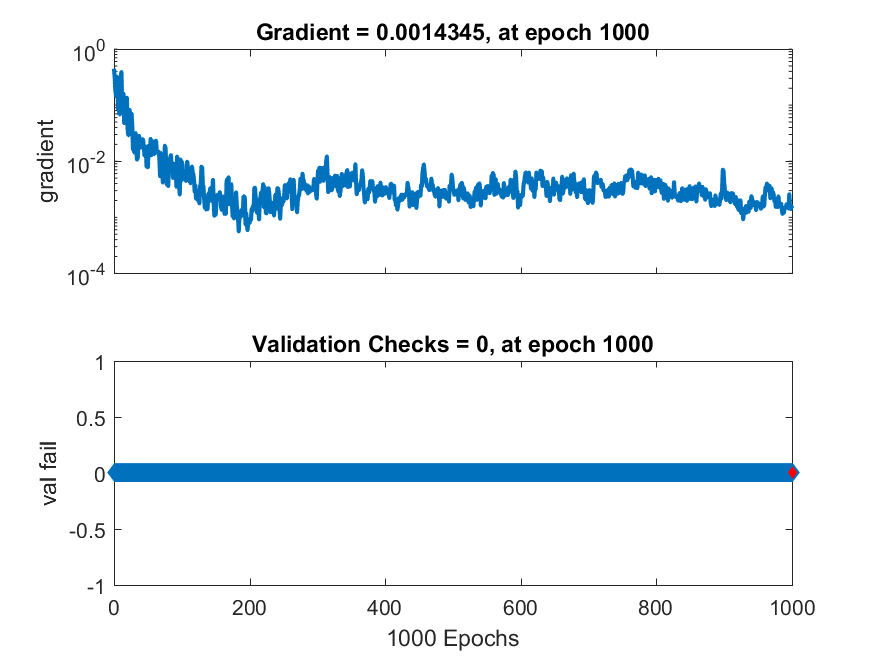 Gradient = 0.0014345, at epoch 1000
10^0
10^-2
10^-4
gradient
Validation Checks = 0, at epoch 1000
1
0.5
0
-0.5
-1
val fail
0 200 400 600 800 1000
1000 Epochs